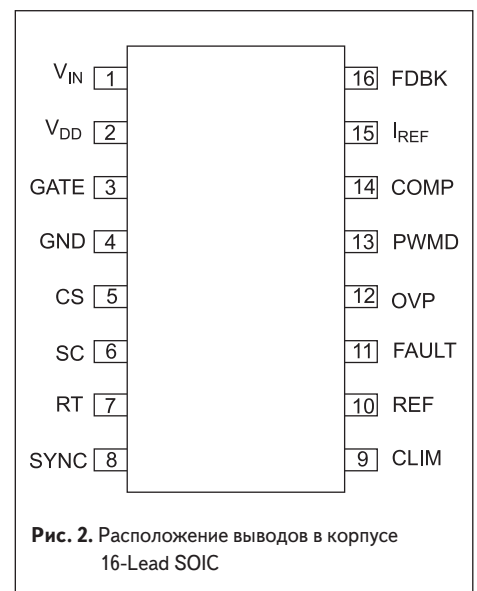 V_IN 1 16 FDBK
V_DD 2 15 I_REF
GATE 3 14 COMP
GND 4 13 PWMD
CS 5 12 OVP
SC 6 11 FAULT
RT 7 10 REF
SYNC 8 9 CLIM
Рис. 2. Расположение выводов в корпусе
16-Lead SOIC